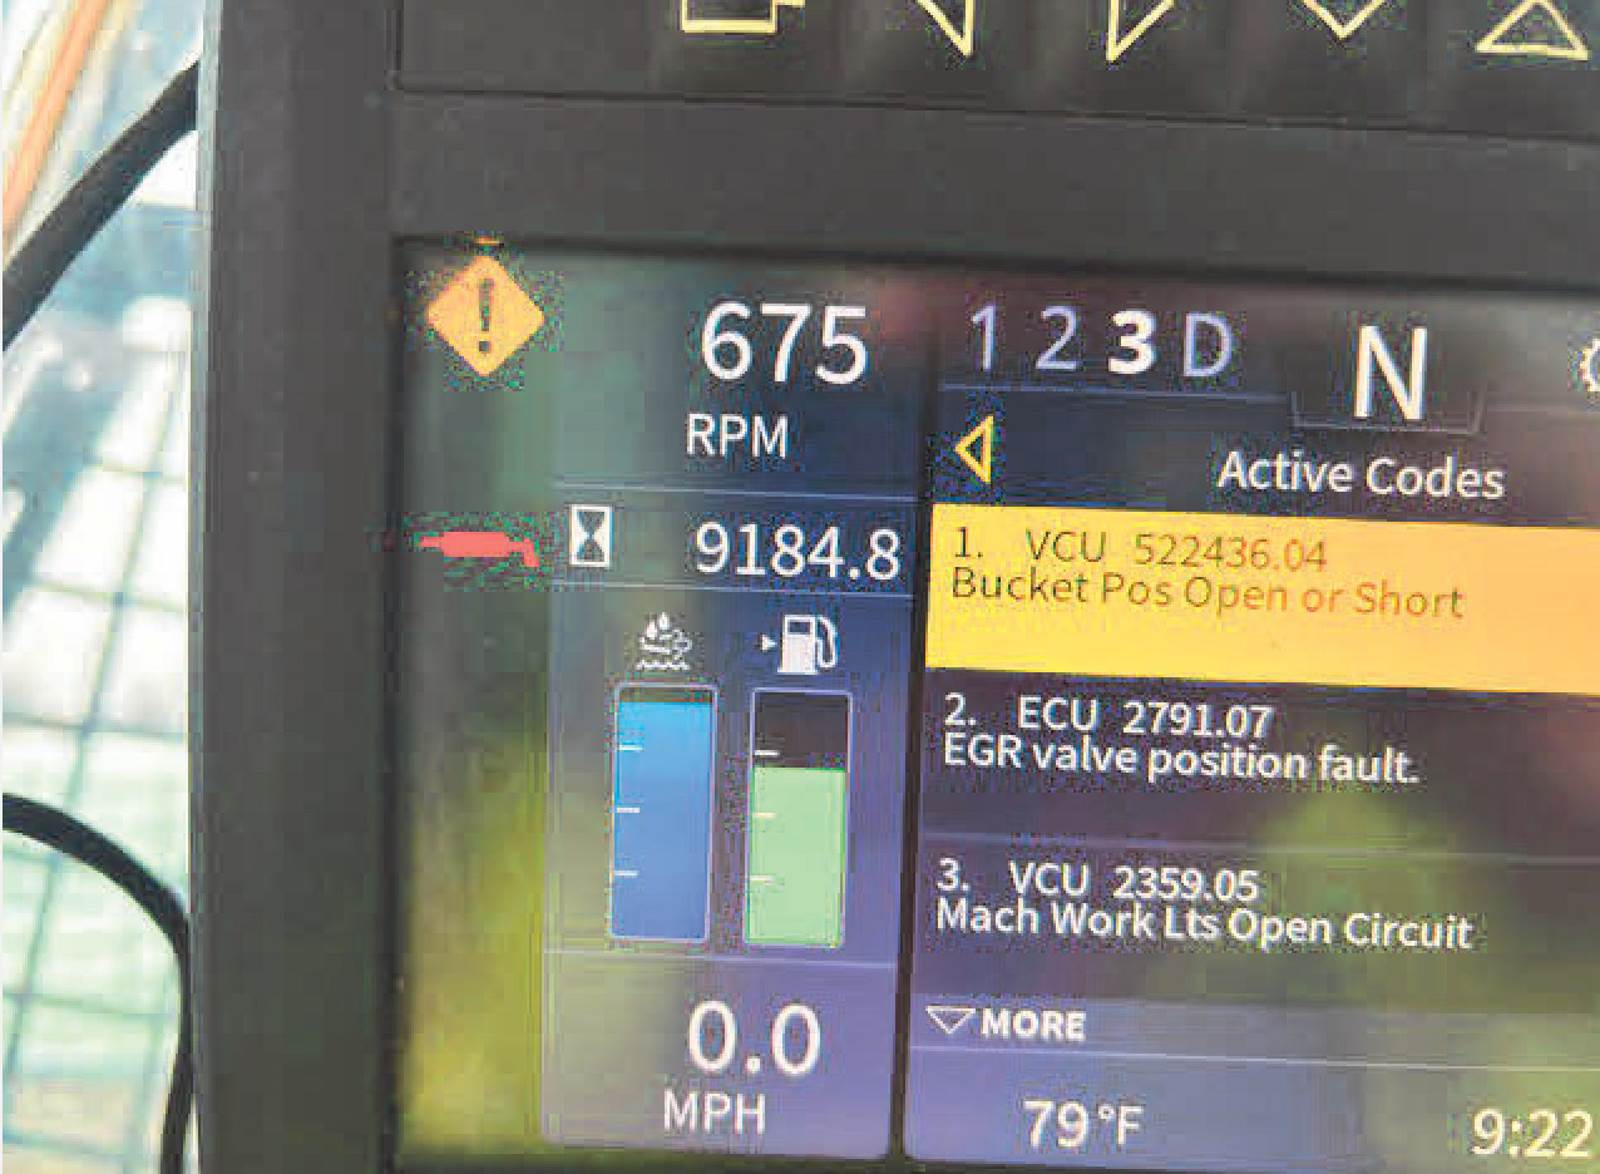 675
RPM
9184.8
0.0
MPH
1 2 3 D
N
Active Codes
1. VCU 522436.04
Bucket Pos Open or Short
2. ECU 2791.07
EGR valve position fault.
3. VCU 2359.05
Mach Work Lts Open Circuit
MORE
79°F
9:22